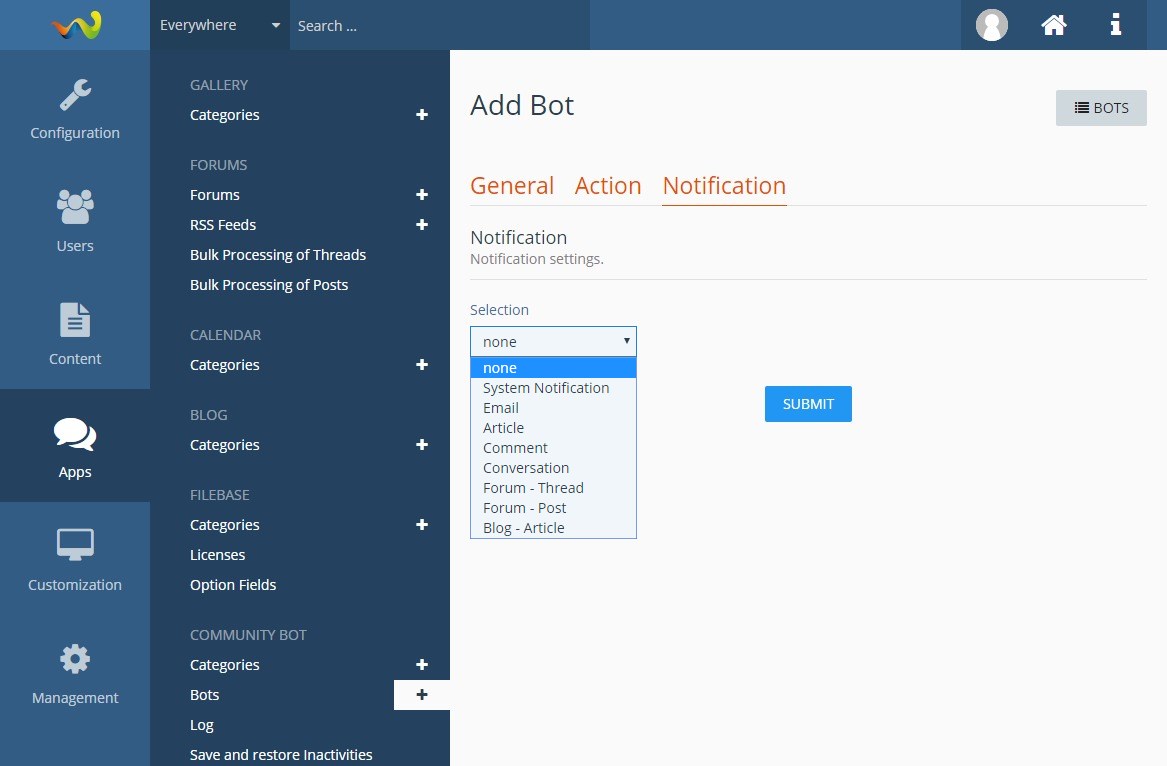 Everywhere
Search ...
Configuration
Users
Content
Apps
Customization
Management
GALLERY
Categories
FORUMS
Forums
RSS Feeds
Bulk Processing of Threads
Bulk Processing of Posts
CALENDAR
Categories
BLOG
Categories
FILEBASE
Categories
Licenses
Option Fields
COMMUNITY BOT
Categories
Bots
Log
Save and restore Inactivities
Add Bot
BOTS
General Action Notification
Notification
Notification settings.
Selection
none
none
System Notification
Email
Article
Comment
Conversation
Forum - Thread
Forum - Post
Blog - Article
SUBMIT